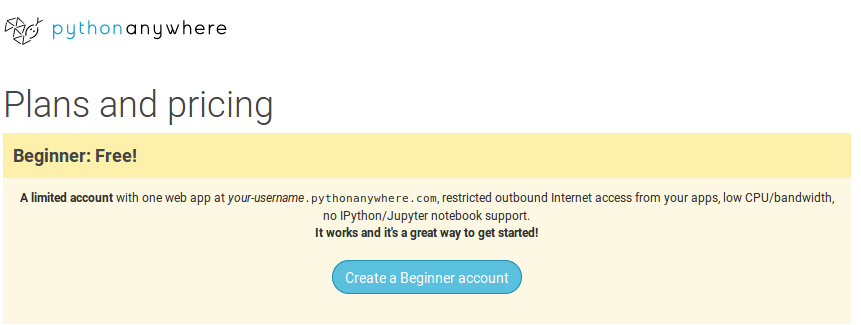 pythonanywhere
Plans and pricing
Beginner: Free!
A limited account with one web app at your-username.pythonanywhere.com, restricted outbound Internet access from your apps, low CPU/bandwidth,
no IPython/Jupyter notebook support.
It works and it's a great way to get started!
Create a Beginner account